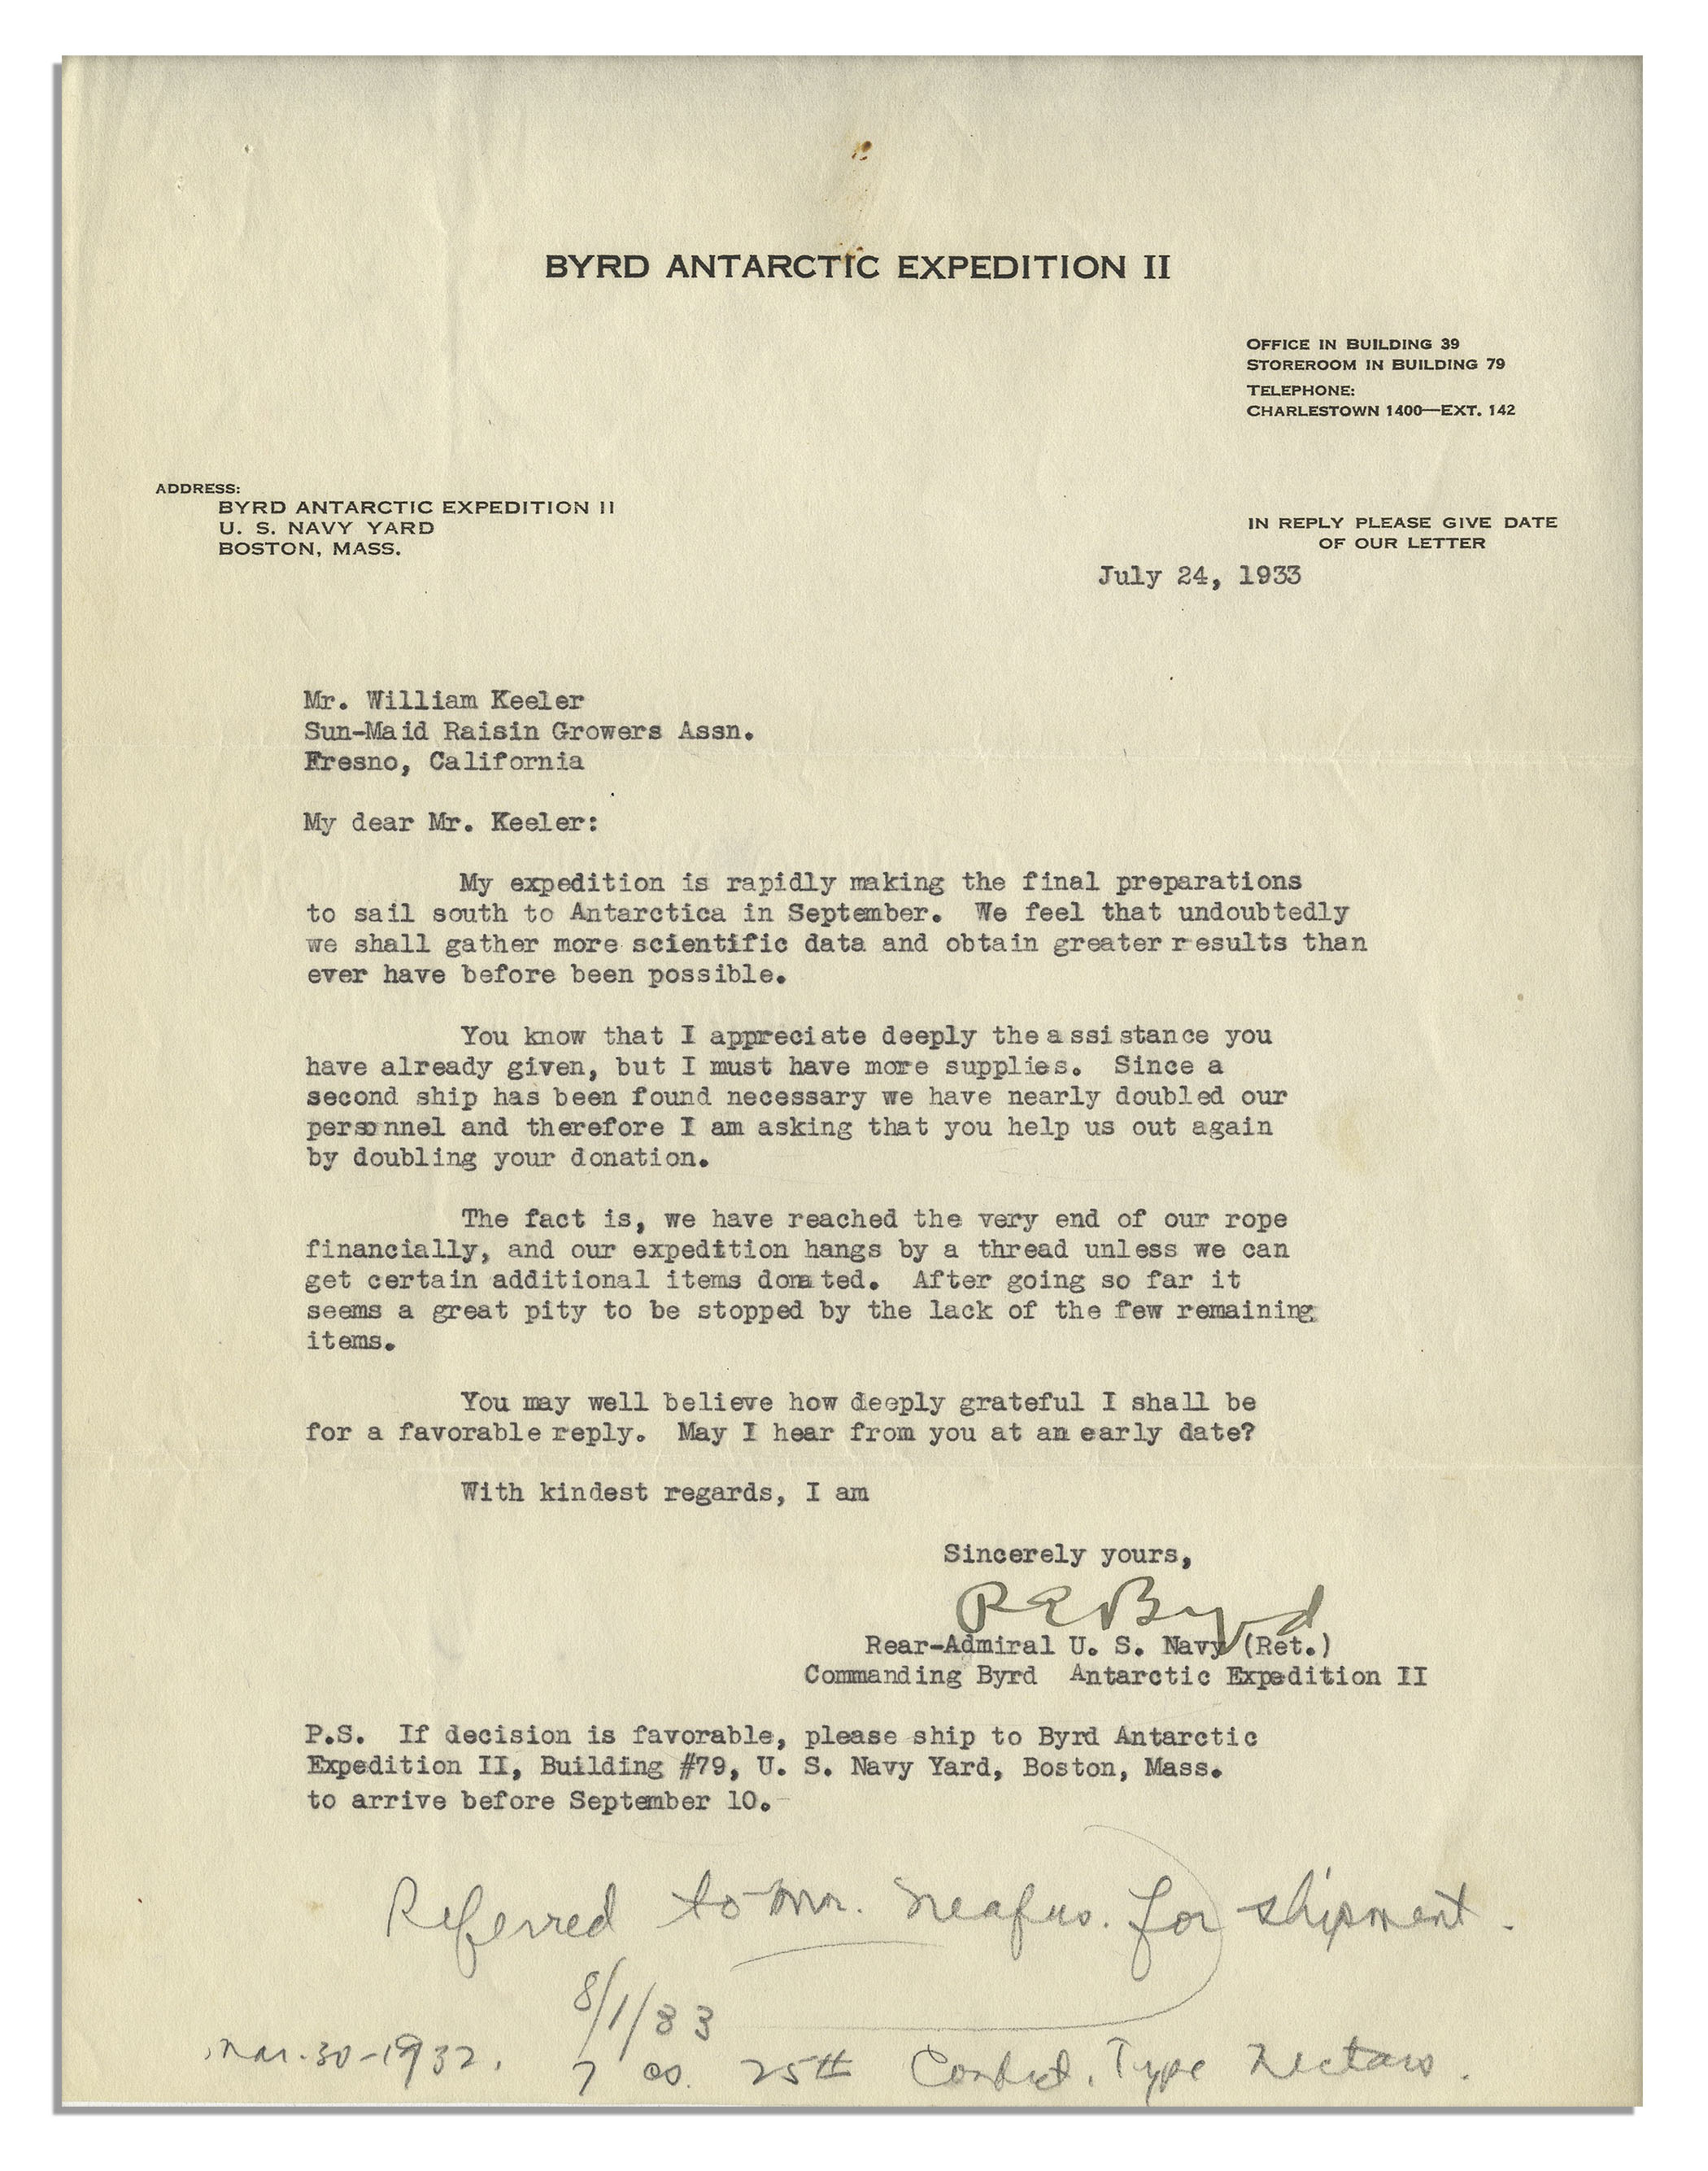 BYRD ANTARCTIC EXPEDITION II
OFFICE IN BUILDING 39
STOREROOM IN BUILDING 79
TELEPHONE:
CHARLESTOWN 1400—EXT. 142
ADDRESS:
BYRD ANTARCTIC EXPEDITION II
U. S. NAVY YARD
BOSTON, MASS.
IN REPLY PLEASE GIVE DATE
OF OUR LETTER
July 24, 1933
Mr. William Keeler
Sun-Maid Raisin Growers Assn.
Fresno, California
My dear Mr. Keeler:
My expedition is rapidly making the final preparations
to sail south to Antarctica in September. We feel that undoubtedly
we shall gather more scientific data and obtain greater results than
ever have before been possible.
You know that I appreciate deeply the assistance you
have already given, but I must have more supplies. Since a
second ship has been found necessary we have nearly doubled our
personnel and therefore I am asking that you help us out again
by doubling your donation.
The fact is, we have reached the very end of our rope
financially, and our expedition hangs by a thread unless we can
get certain additional items donated. After going so far it
seems a great pity to be stopped by the lack of the few remaining
items.
You may well believe how deeply grateful I shall be
for a favorable reply. May I hear from you at an early date?
With kindest regards, I am
Sincerely yours,
R E Byrd
Rear-Admiral U. S. Navy (Ret.)
Commanding Byrd Antarctic Expedition II
P.S. If decision is favorable, please ship to Byrd Antarctic
Expedition II, Building #79, U. S. Navy Yard, Boston, Mass.
to arrive before September 10.
Referred to Mr. Neafus. for shipment.
8/1/33
Mar. 30-1932. 7 cs. 25# Type Nectars.